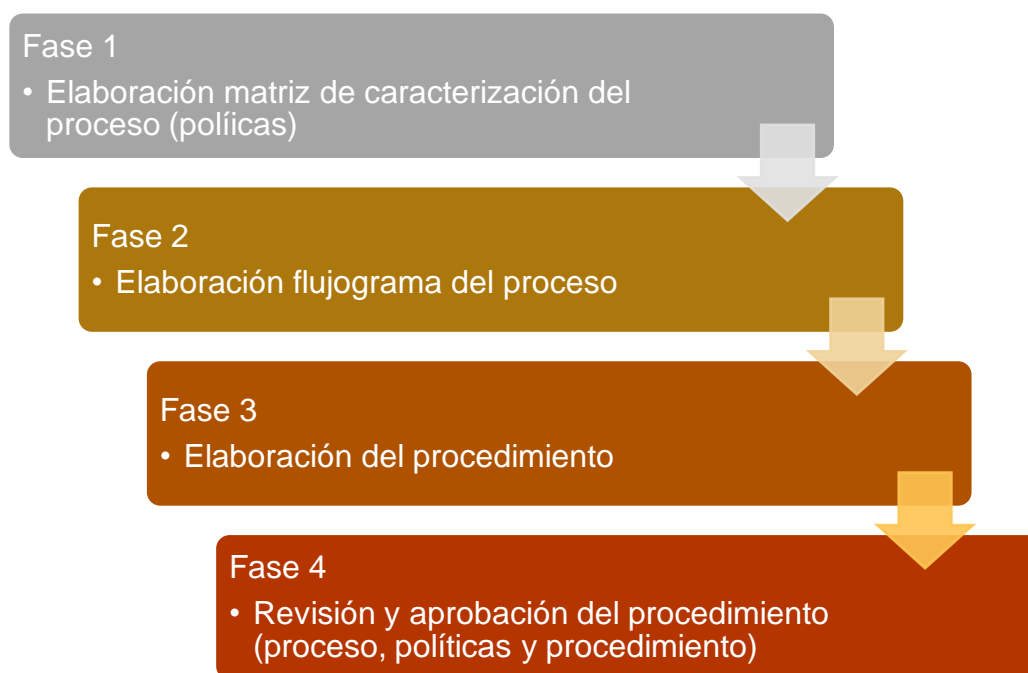 Fase 1
• Elaboración matriz de caracterización del
proceso (políicas)
Fase 2
• Elaboración flujograma del proceso
Fase 3
• Elaboración del procedimiento
Fase 4
• Revisión y aprobación del procedimiento
(proceso, políticas y procedimiento)